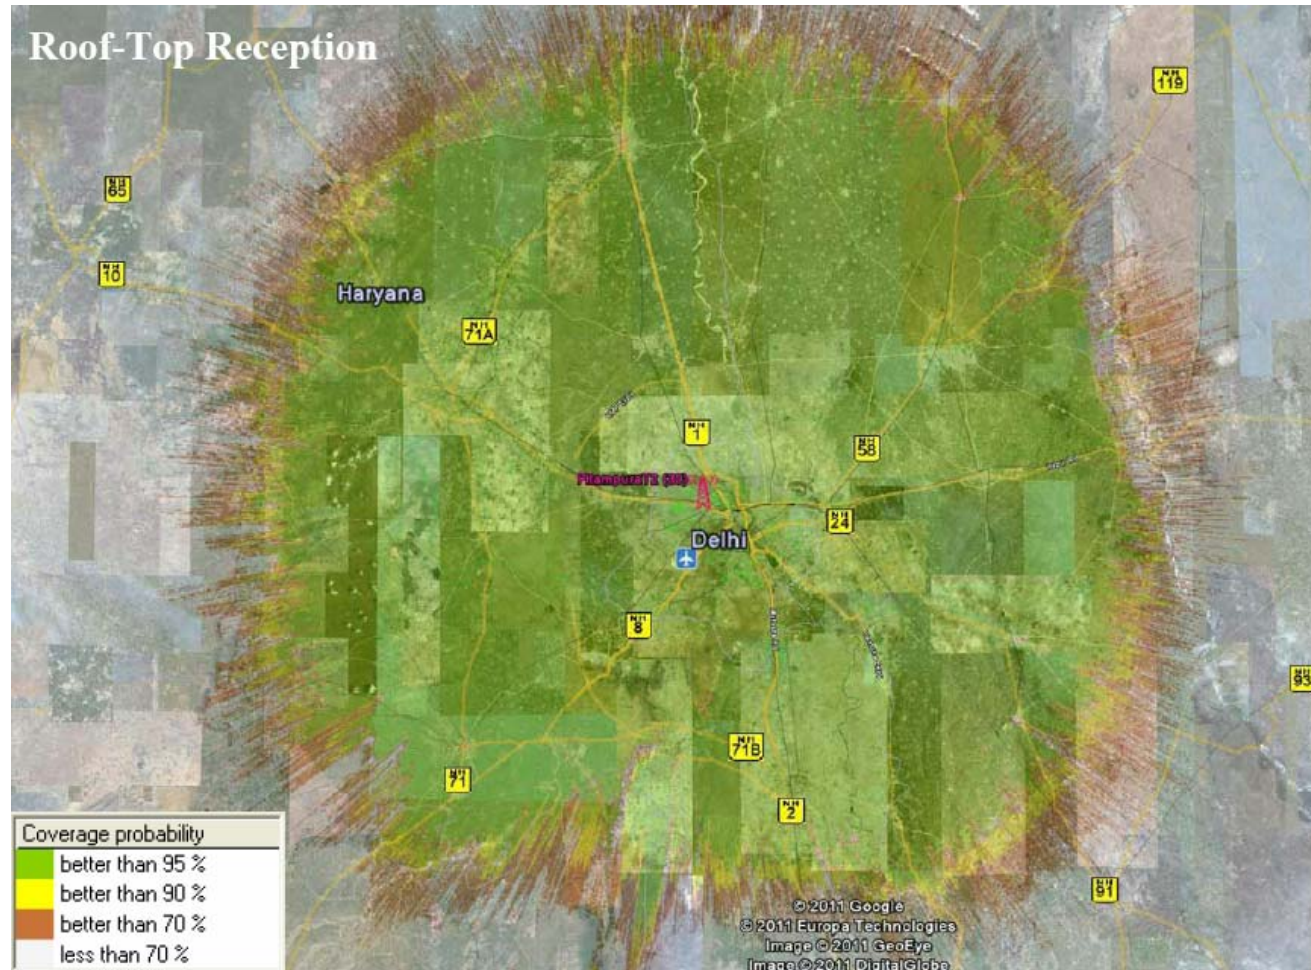 Roof-Top Reception
NH
119
NH
65
NH
10
Haryana
NH
71A
NH
1
NH
58
PitampuraTE
NH
24
Delhi
NH
8
NH
93
NH
71B
NH
71
NH
2
NH
91
Coverage probability
better than 95 %
better than 90 %
better than 70 %
less than 70 %
© 2011 Google
© 2011 Europa Technologies
Image © 2011 GeoEye
Image © 2011 DigitalGlobe